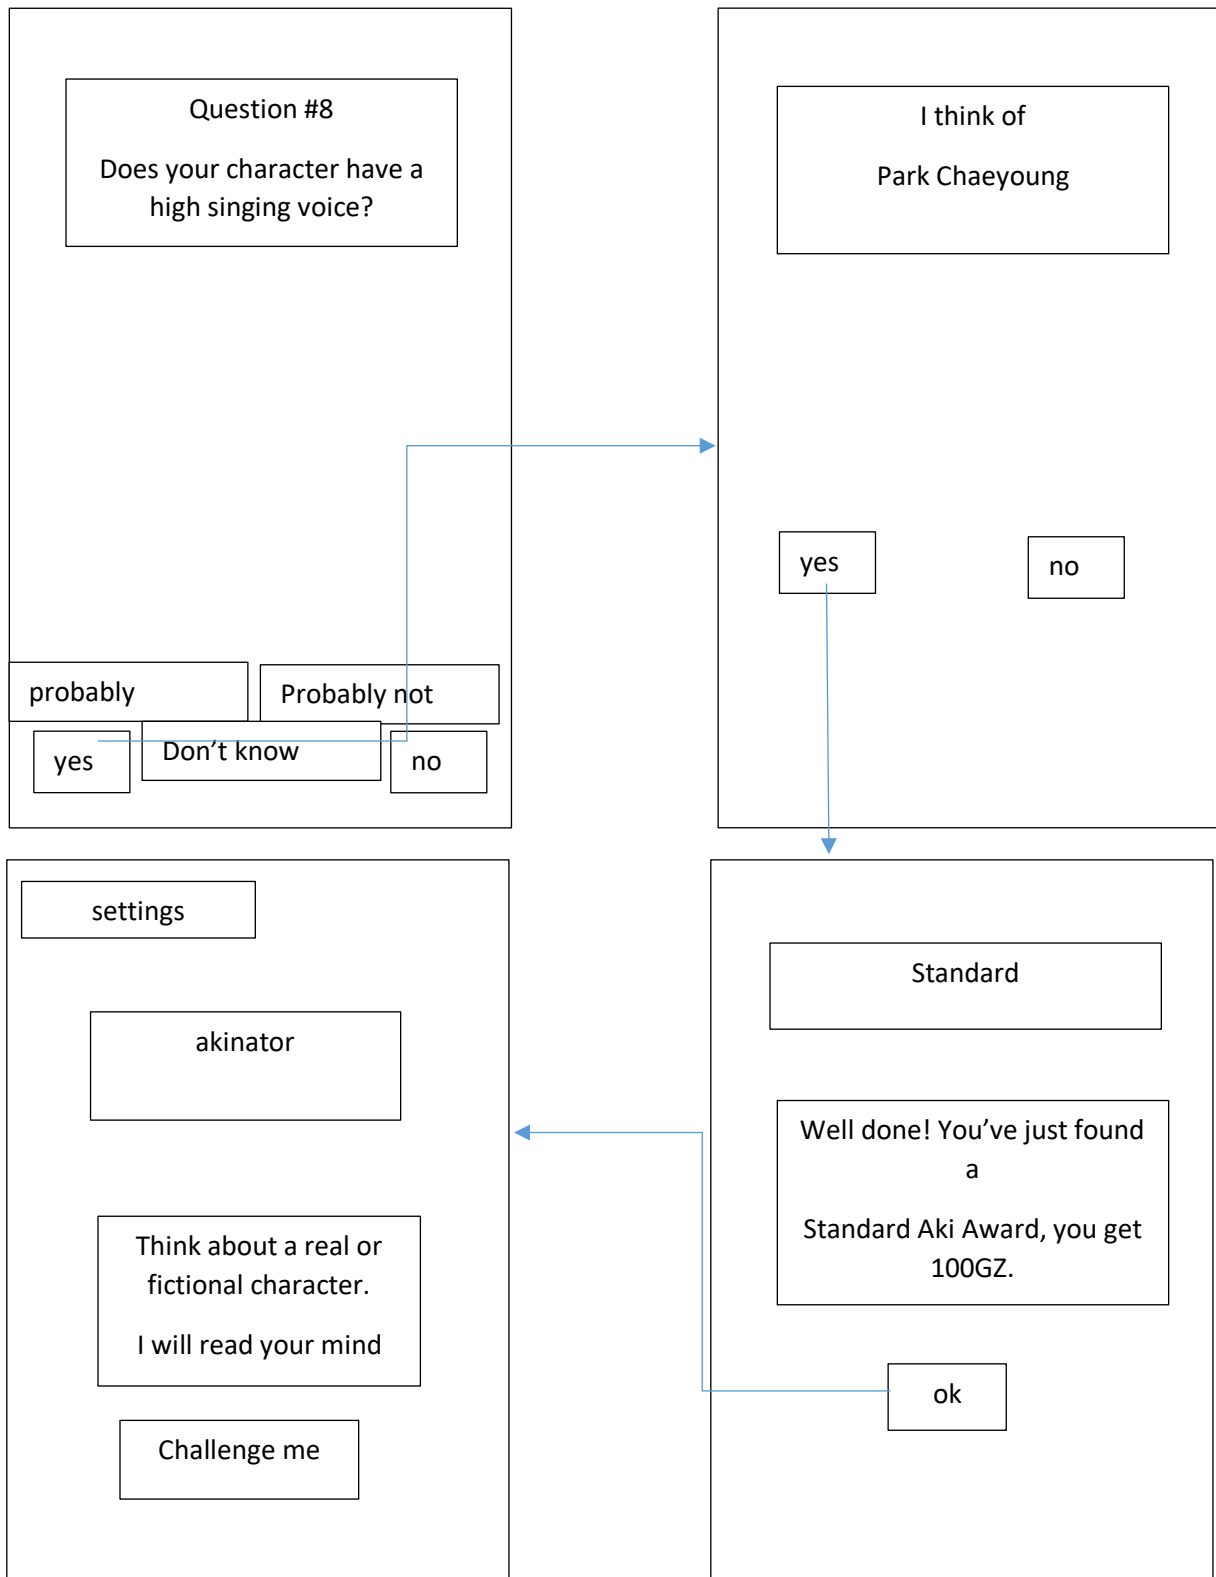 Question #8
Does your character have a
high singing voice?
probably
Probably not
yes
Don’t know
no
I think of
Park Chaeyoung
yes
no
settings
akinator
Think about a real or
fictional character.
I will read your mind
Challenge me
Standard
Well done! You’ve just found
a
Standard Aki Award, you get
100GZ.
ok